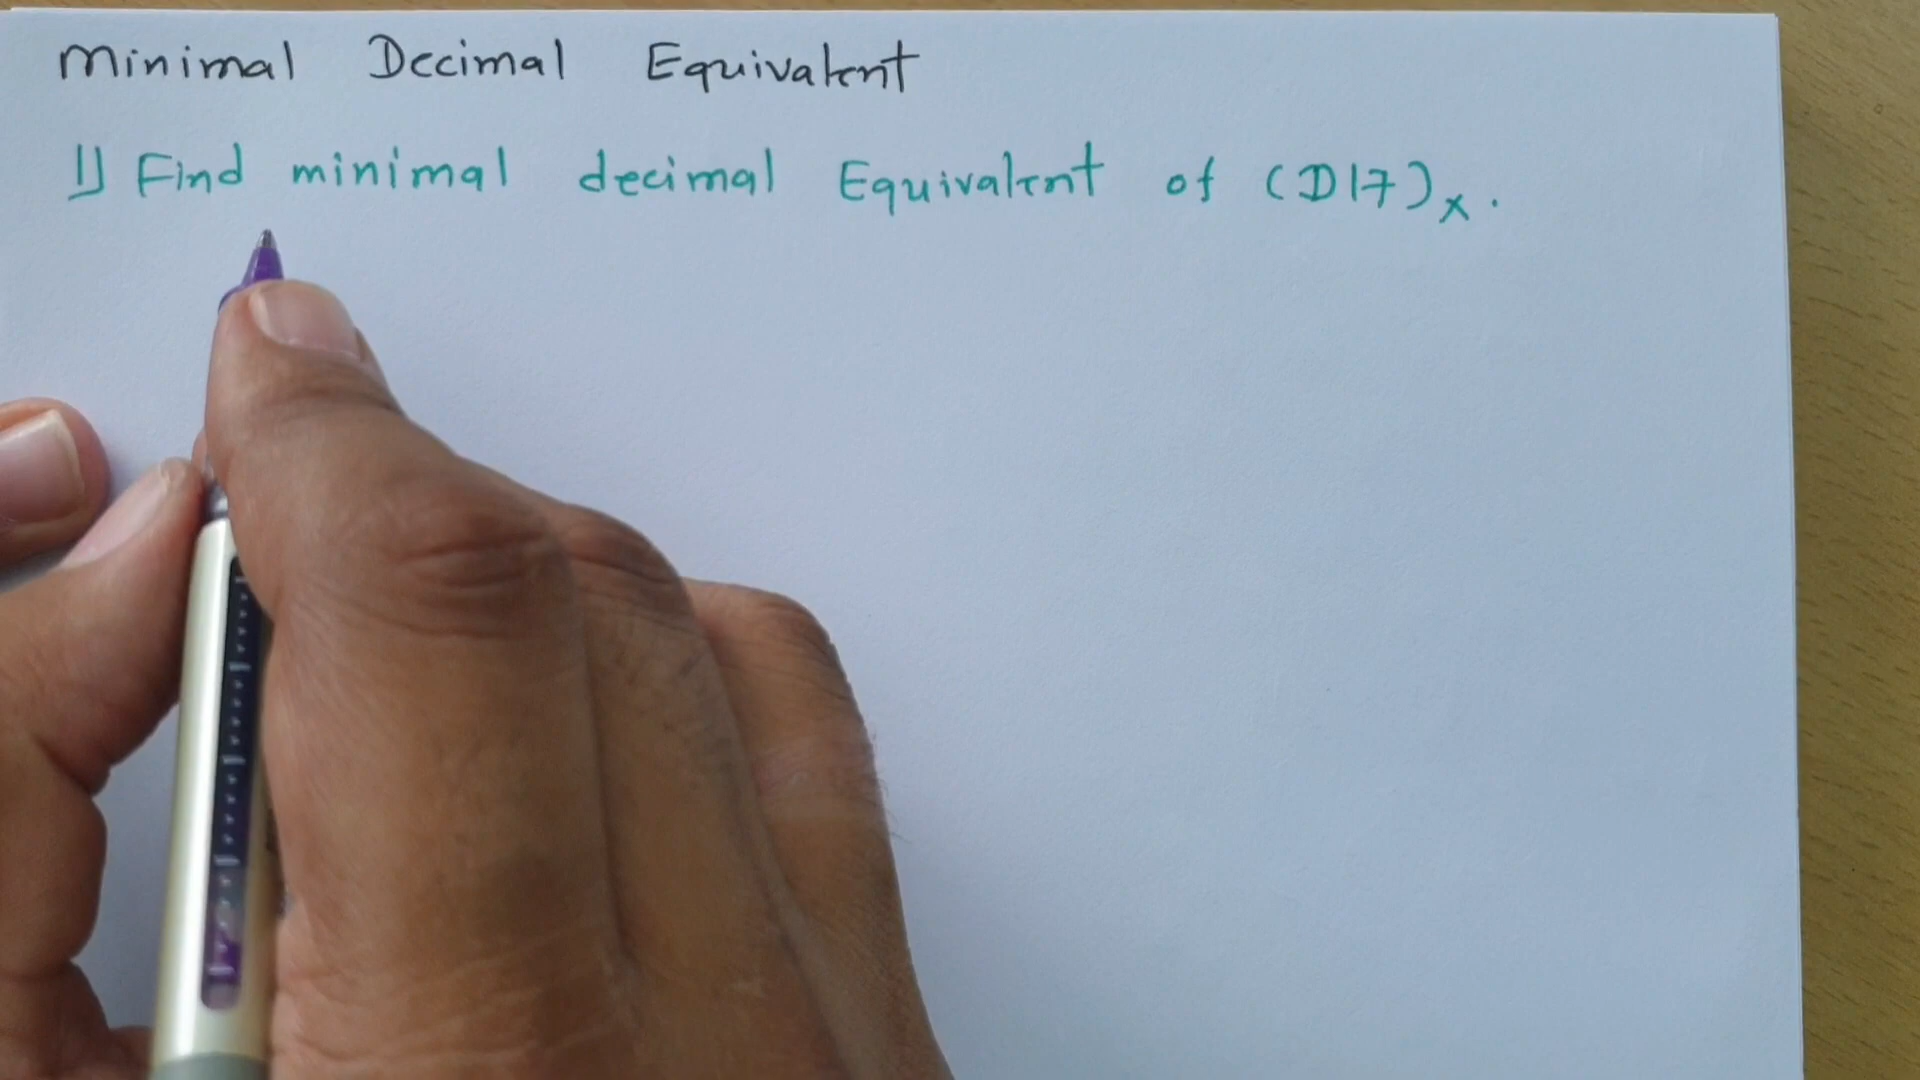 Minimal Decimal Equivalent
1) Find minimal decimal Equivalent of (D17)x.